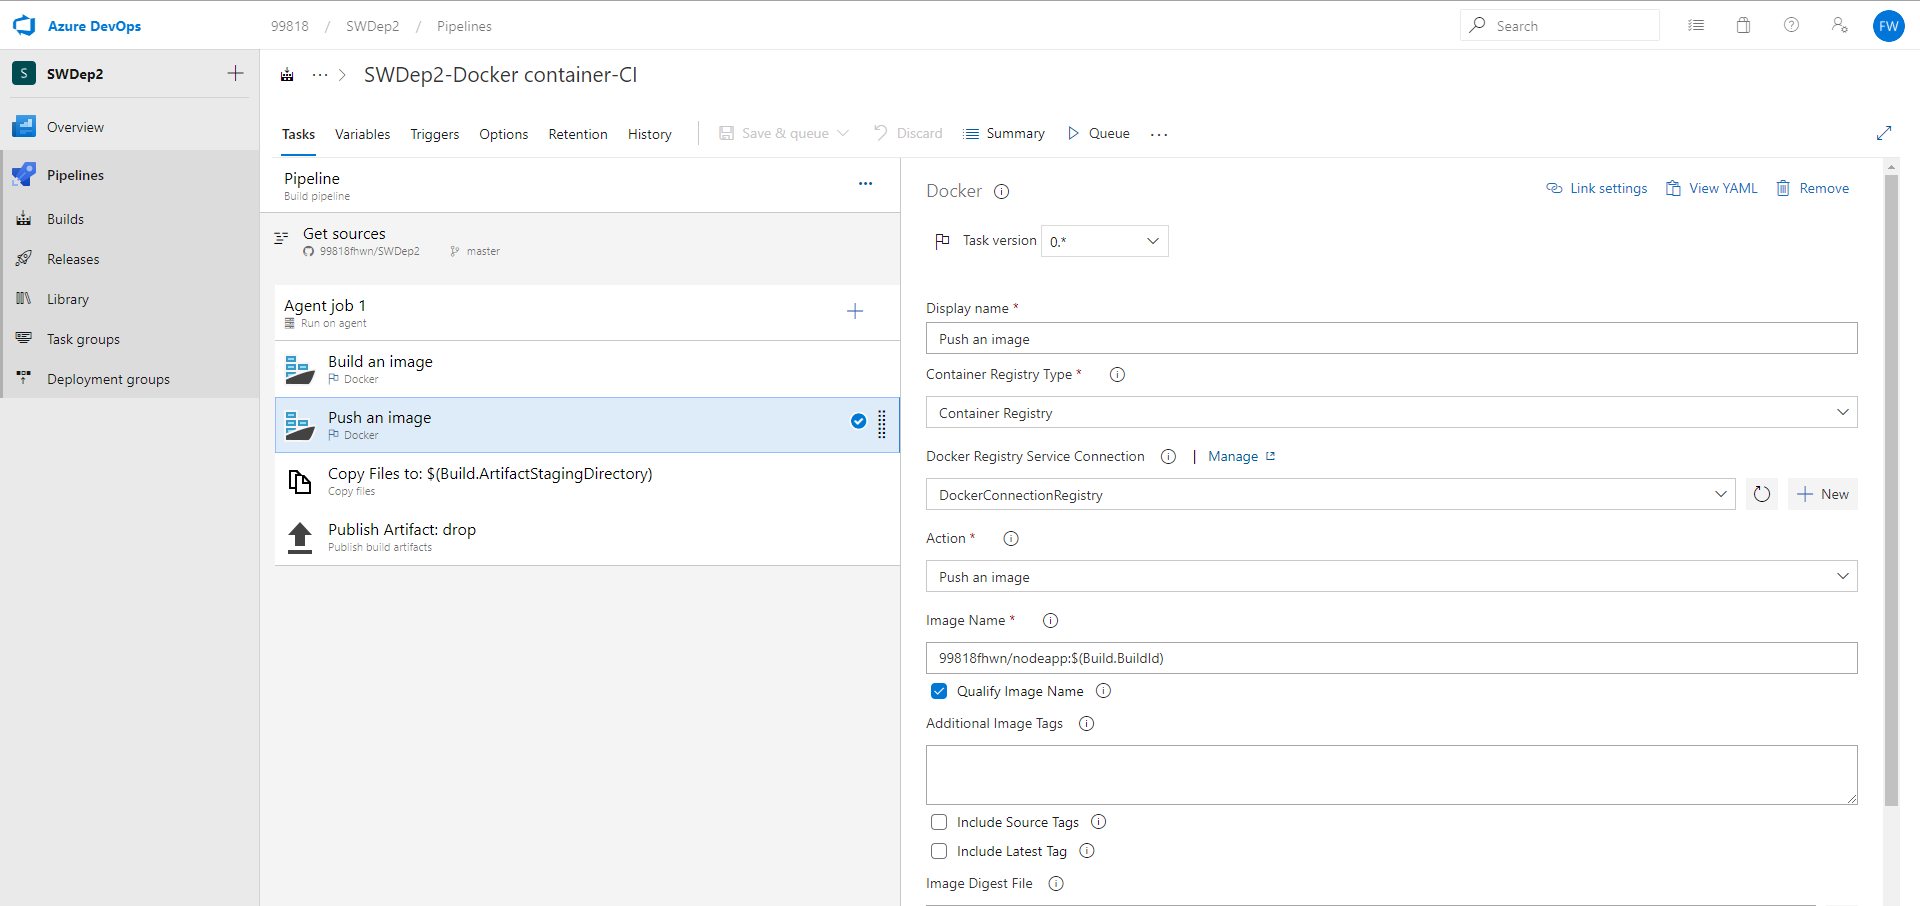 Azure DevOps
99818 / SWDep2 / Pipelines
Search
FW
S SWDep2
SWDep2-Docker container-CI
Overview
Pipelines
Builds
Releases
Library
Task groups
Deployment groups
Tasks Variables Triggers Options Retention History Save & queue Discard Summary Queue ...
Pipeline
Build pipeline
Get sources
99818fhwn/SWDep2 master
Agent job 1
Run on agent
Build an image
Docker
Push an image
Docker
Copy Files to: $(Build.ArtifactStagingDirectory)
Copy files
Publish Artifact: drop
Publish build artifacts
Docker
Link settings View YAML Remove
Task version 0.*
Display name *
Push an image
Container Registry Type *
Container Registry
Docker Registry Service Connection | Manage
DockerConnectionRegistry
New
Action *
Push an image
Image Name *
99818fhwn/nodeapp:$(Build.BuildId)
Qualify Image Name
Additional Image Tags
Include Source Tags
Include Latest Tag
Image Digest File